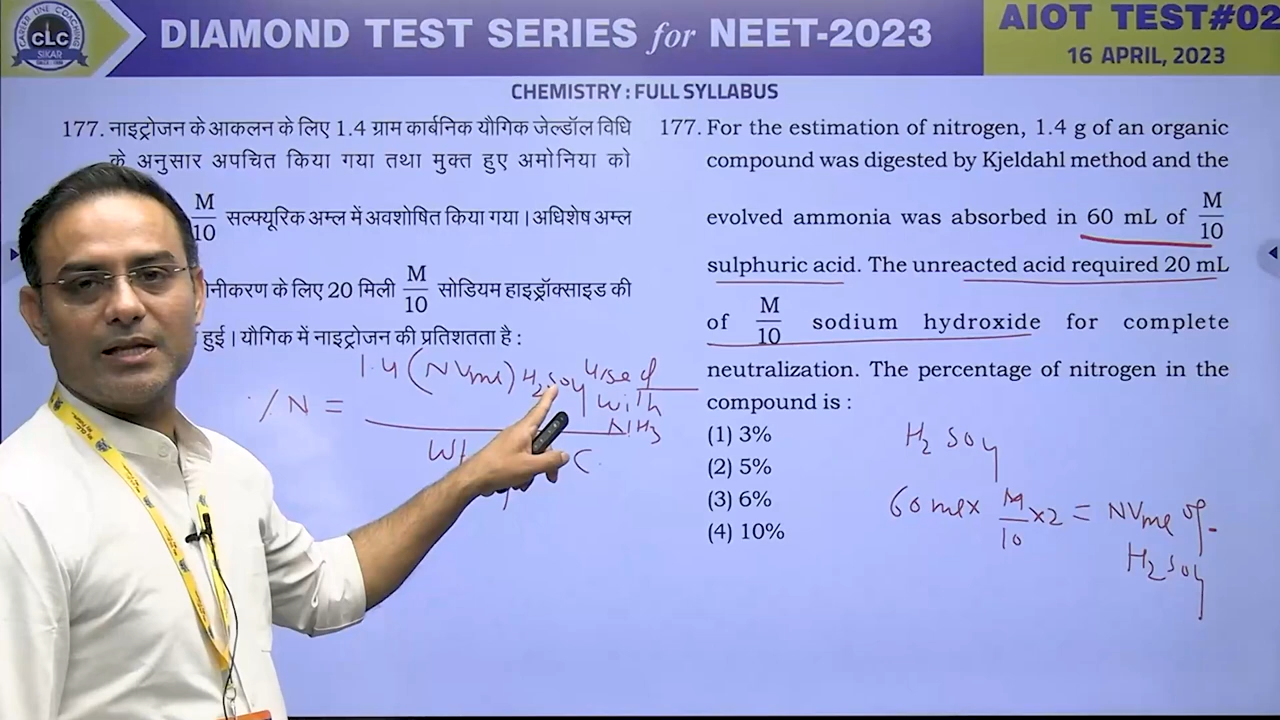 CAREER LINE COACHING
CLC
SIKAR
DIAMOND TEST SERIES for NEET-2023
AIOT TEST#02
16 APRIL, 2023
CHEMISTRY : FULL SYLLABUS
177. नाइट्रोजन के आकलन के लिए 1.4 ग्राम कार्बनिक यौगिक जेल्डॉल विधि
के अनुसार अपचित किया गया तथा मुक्त हुए अमोनिया को
M/10 सल्फ्यूरिक अम्ल में अवशोषित किया गया। अधिशेष अम्ल
नीकरण के लिए 20 मिली M/10 सोडियम हाइड्रॉक्साइड की
हुई। यौगिक में नाइट्रोजन की प्रतिशतता है :
177. For the estimation of nitrogen, 1.4 g of an organic
compound was digested by Kjeldahl method and the
evolved ammonia was absorbed in 60 mL of M/10
sulphuric acid. The unreacted acid required 20 mL
of M/10 sodium hydroxide for complete
neutralization. The percentage of nitrogen in the
compound is :
(1) 3%
(2) 5%
(3) 6%
(4) 10%
1.4 (NVml) H2SO4 used
with
NH3
% N =
Wt C
H2SO4
60 ml x M/10 x2 = NVml of
H2SO4